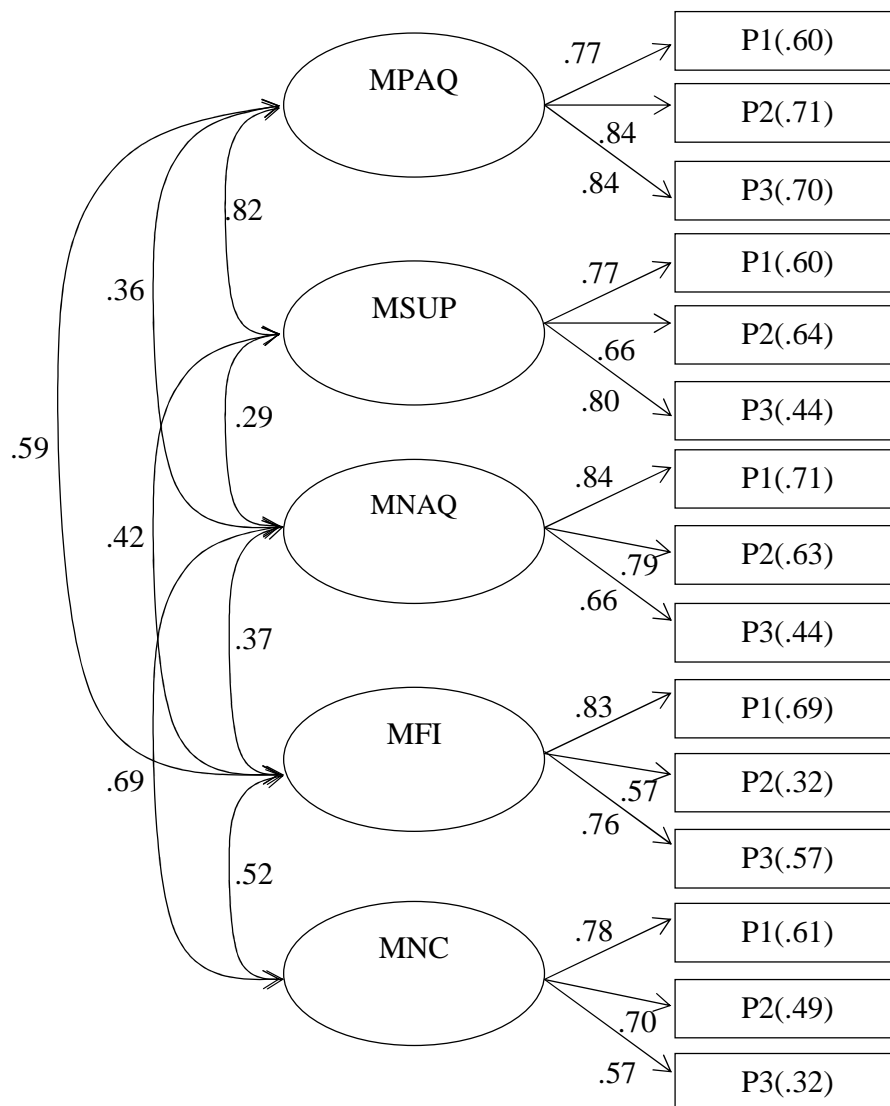 P1(.60)
.77
MPAQ
P2(.71)
.84
.84
P3(.70)
.82
P1(.60)
.77
.36
MSUP
P2(.64)
.66
.80
P3(.44)
.29
.59
P1(.71)
.84
MNAQ
.42
P2(.63)
.79
.66
P3(.44)
.37
P1(.69)
.83
MFI
.69
P2(.32)
.57
.76
P3(.57)
.52
P1(.61)
.78
MNC
P2(.49)
.70
.57
P3(.32)